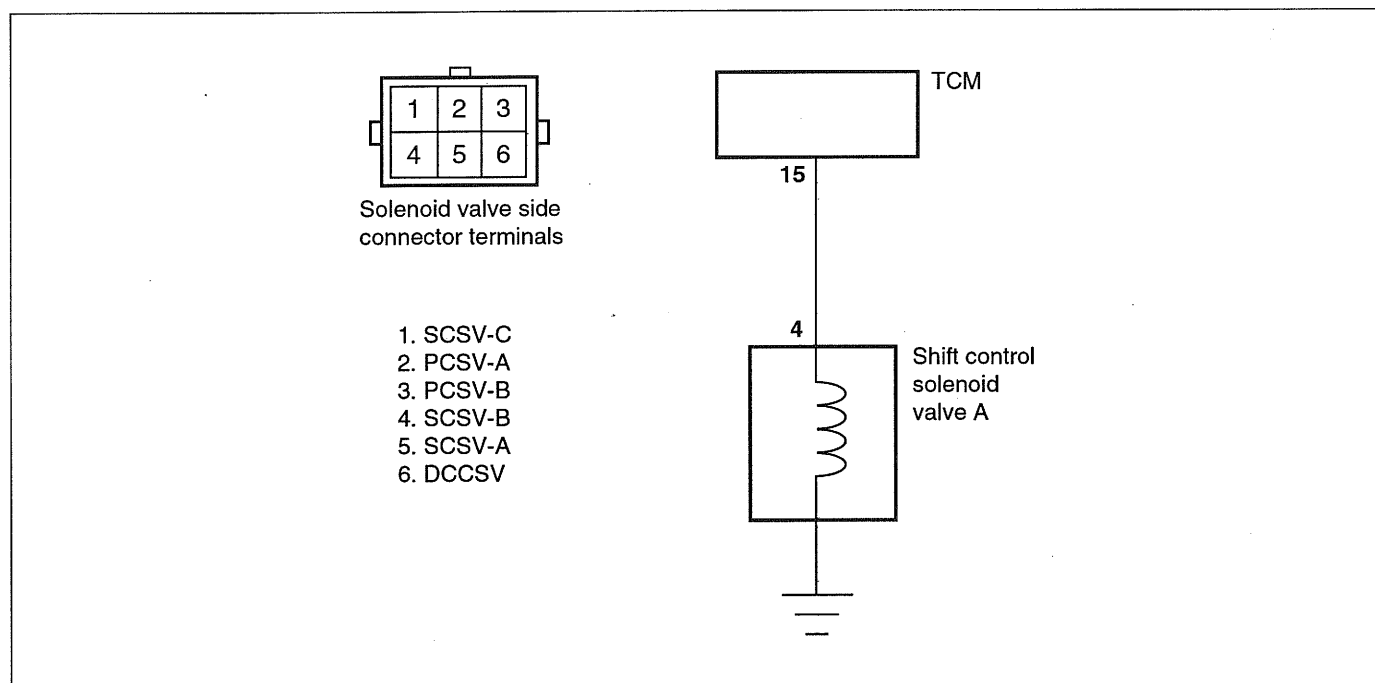 1 2 3
4 5 6
Solenoid valve side
connector terminals
1. SCSV-C
2. PCSV-A
3. PCSV-B
4. SCSV-B
5. SCSV-A
6. DCCSV
TCM
15
4
Shift control
solenoid
valve A